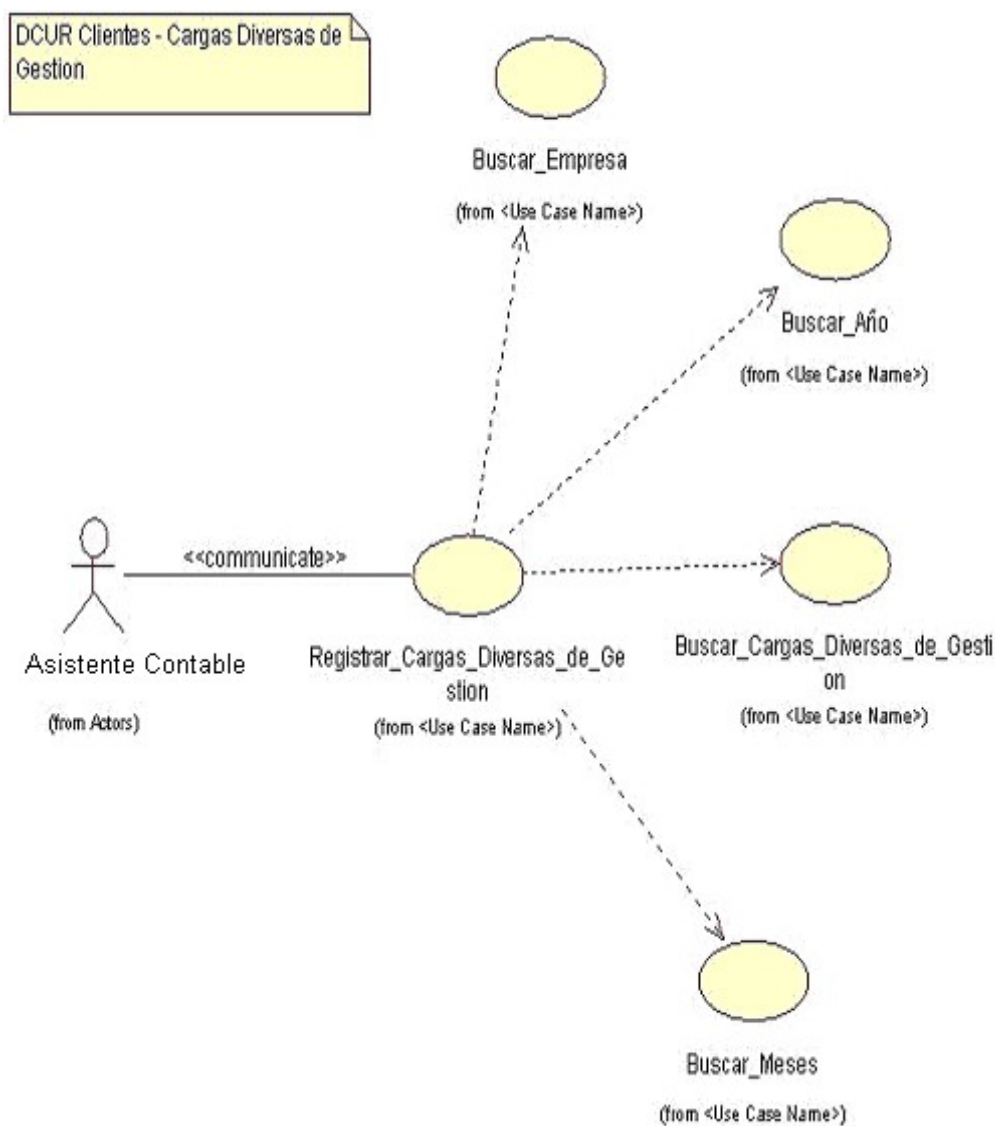 DCUR Clientes - Cargas Diversas de
Gestion
Buscar_Empresa
(from <Use Case Name>)
Buscar_Año
(from <Use Case Name>)
<<communicate>>
Asistente Contable
(from Actors)
Registrar_Cargas_Diversas_de_Ge
stion
(from <Use Case Name>)
Buscar_Cargas_Diversas_de_Gesti
on
(from <Use Case Name>)
Buscar_Meses
(from <Use Case Name>)